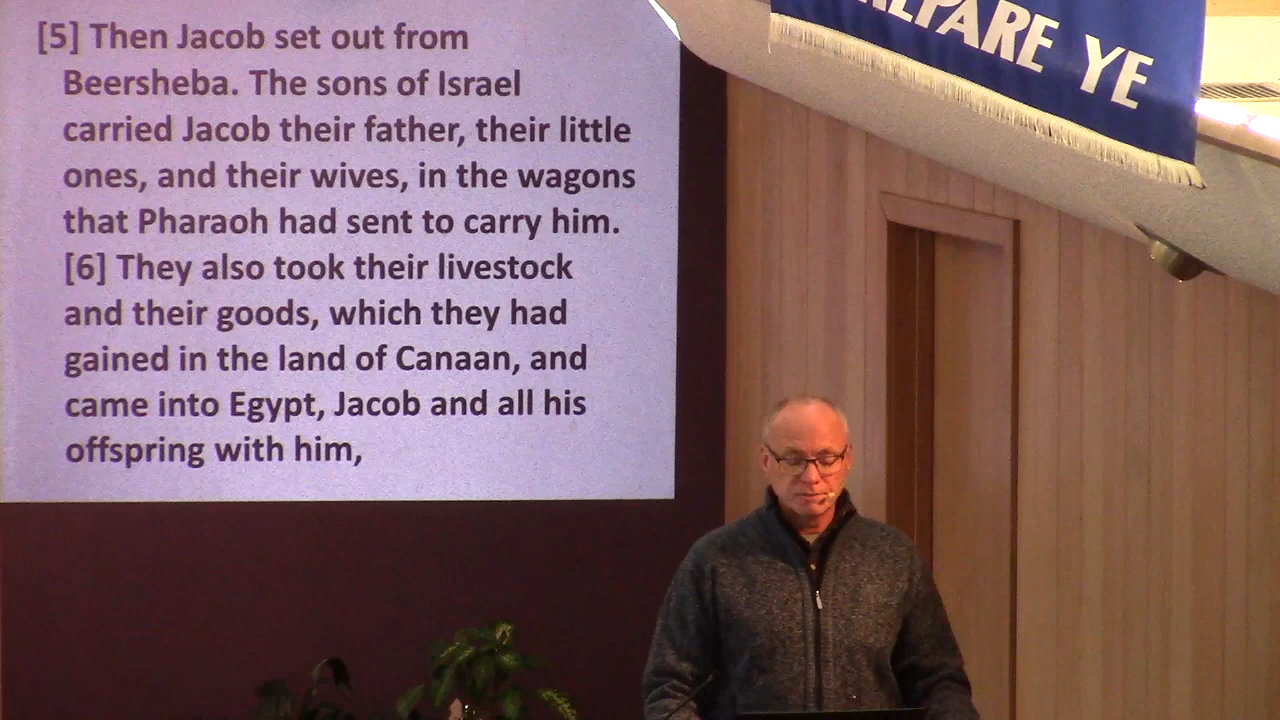 [5] Then Jacob set out from
Beersheba. The sons of Israel
carried Jacob their father, their little
ones, and their wives, in the wagons
that Pharaoh had sent to carry him.
[6] They also took their livestock
and their goods, which they had
gained in the land of Canaan, and
came into Egypt, Jacob and all his
offspring with him,
EPARE YE